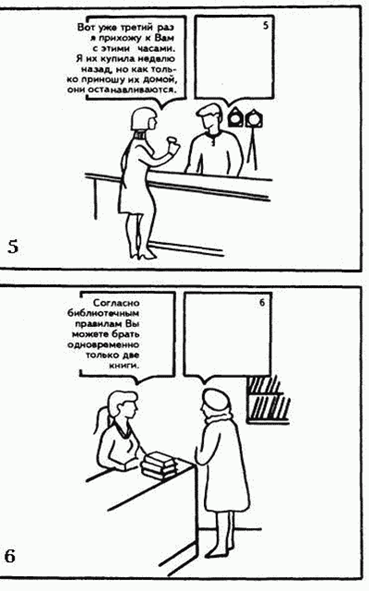 Вот уже третий раз
я прихожу к Вам
с этими часами.
Я их купила неделю
назад, но как толь-
ко приношу их домой,
они останавливаются.
5
5
Согласно
библиотечным
правилам Вы
можете брать
одновременно
только две
книги.
6
6